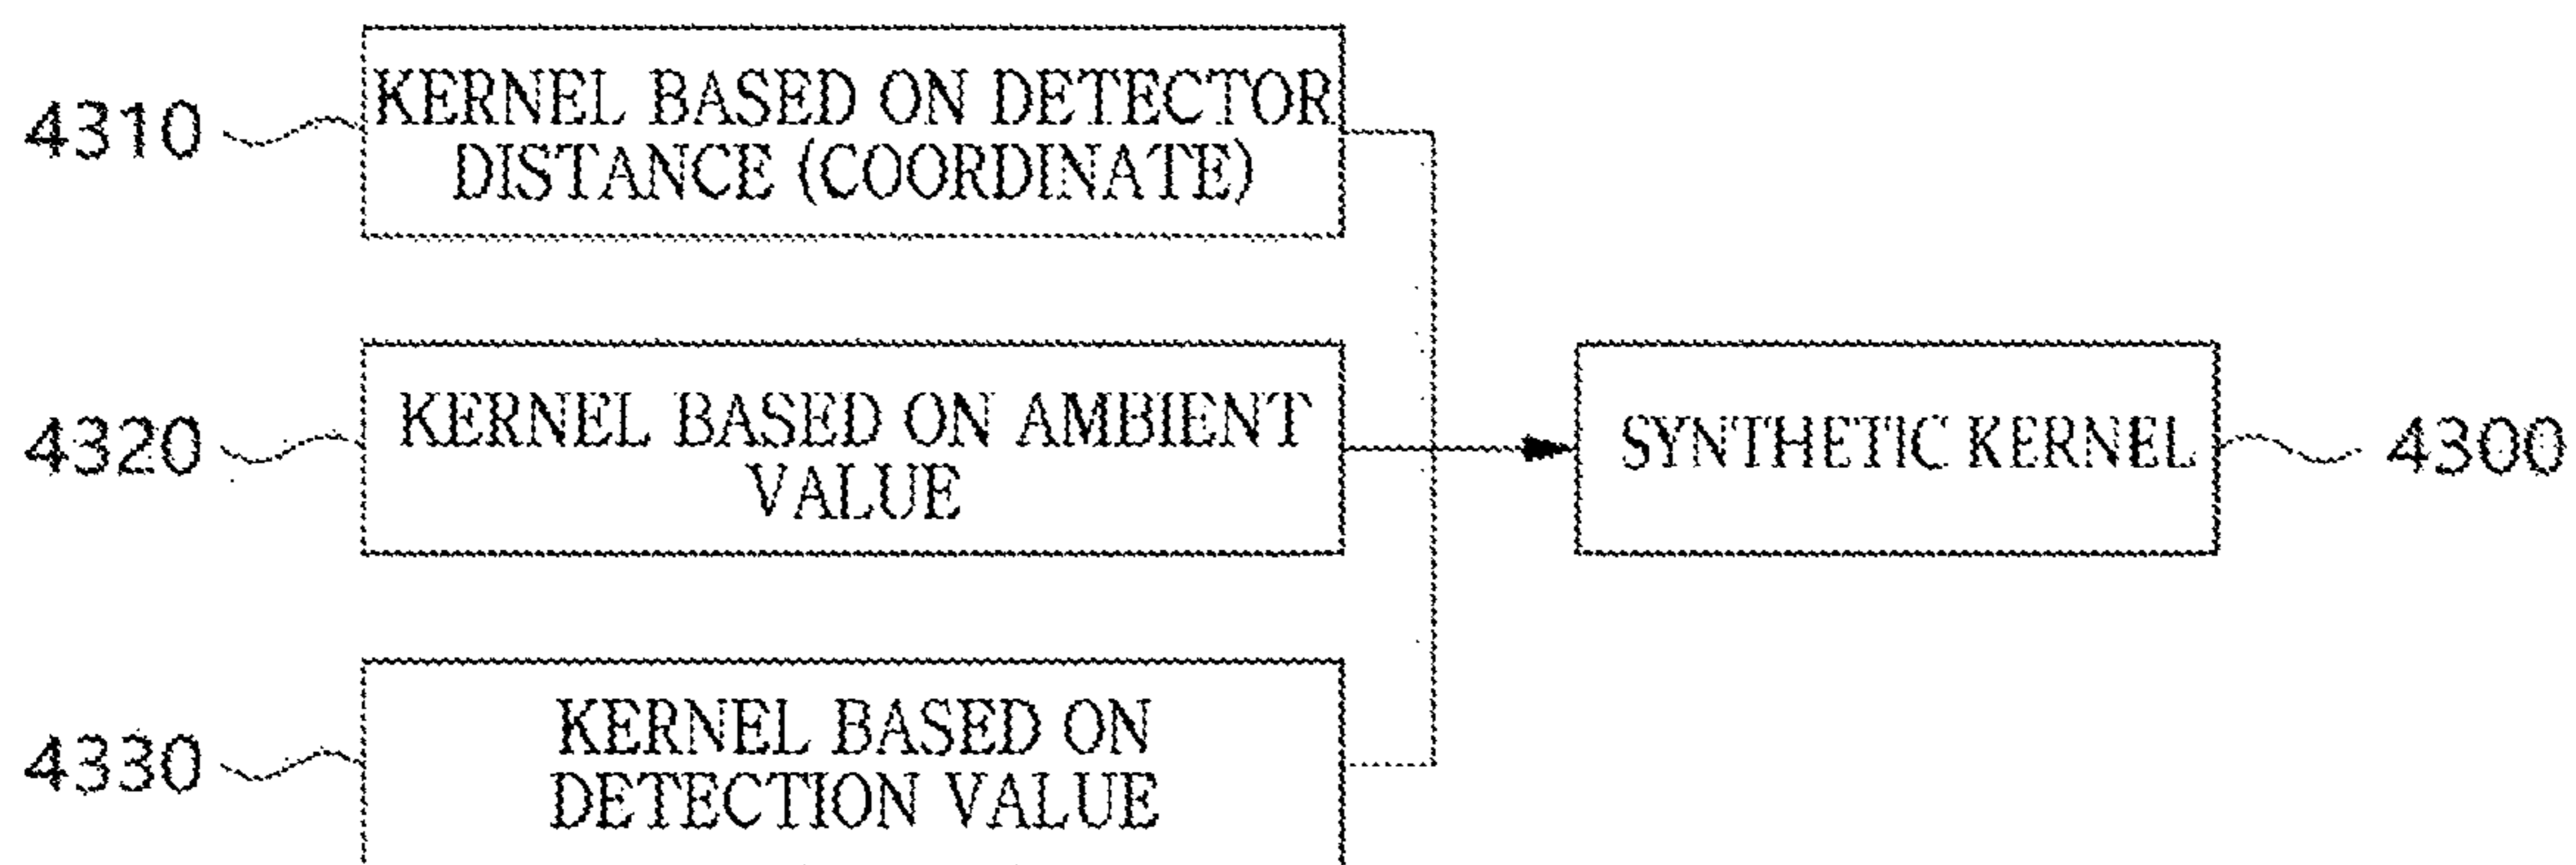 4310
KERNEL BASED ON DETECTOR
DISTANCE (COORDINATE)
4320
KERNEL BASED ON AMBIENT
VALUE
SYNTHETIC KERNEL
4300
4330
KERNEL BASED ON
DETECTION VALUE